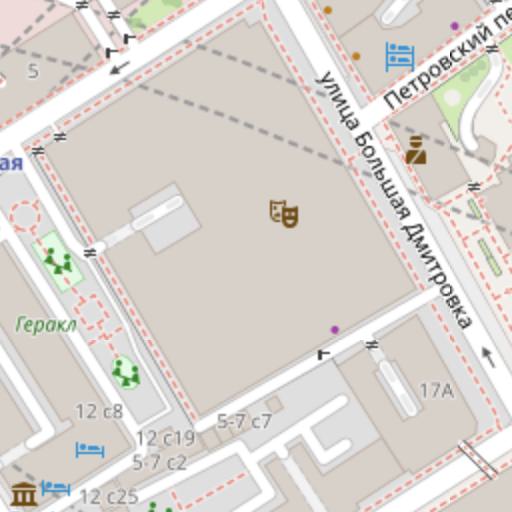 5
Петровский пе
улица Большая Дмитровка
ая
Геракл
12 с8
17А
5-7 с7
12 с19
5-7 с2
12 с25